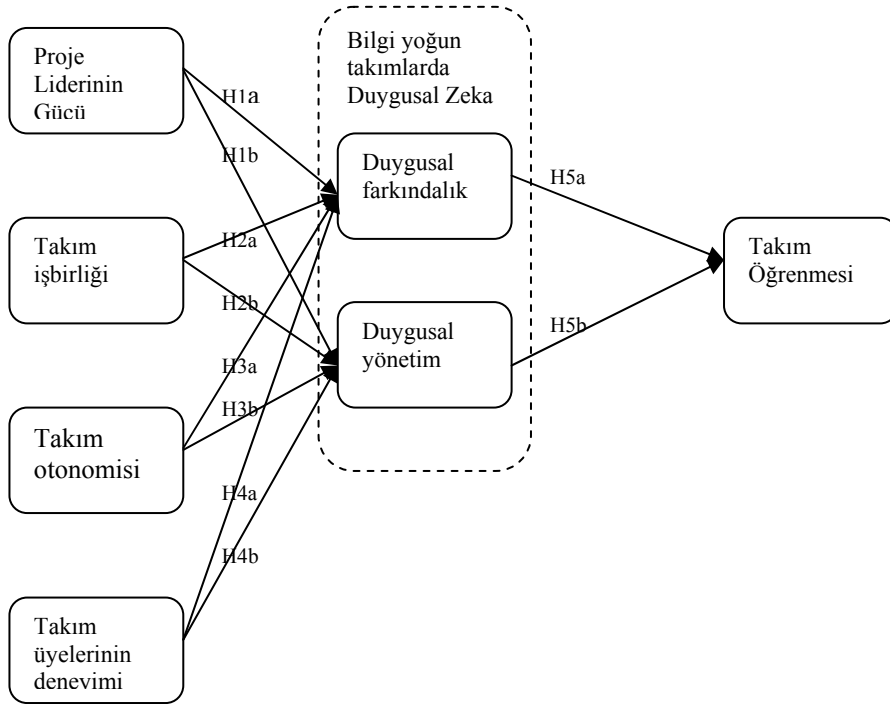 Proje
Liderinin
Gücü
Bilgi yoğun
takımlarda
Duygusal Zeka
H1a
H1b
Duygusal
farkındalık
H5a
Takım
işbirliği
H2a
H2b
Takım
Öğrenmesi
Duygusal
yönetim
H5b
H3a
H3b
Takım
otonomisi
H4a
H4b
Takım
üyelerinin
deneyimi